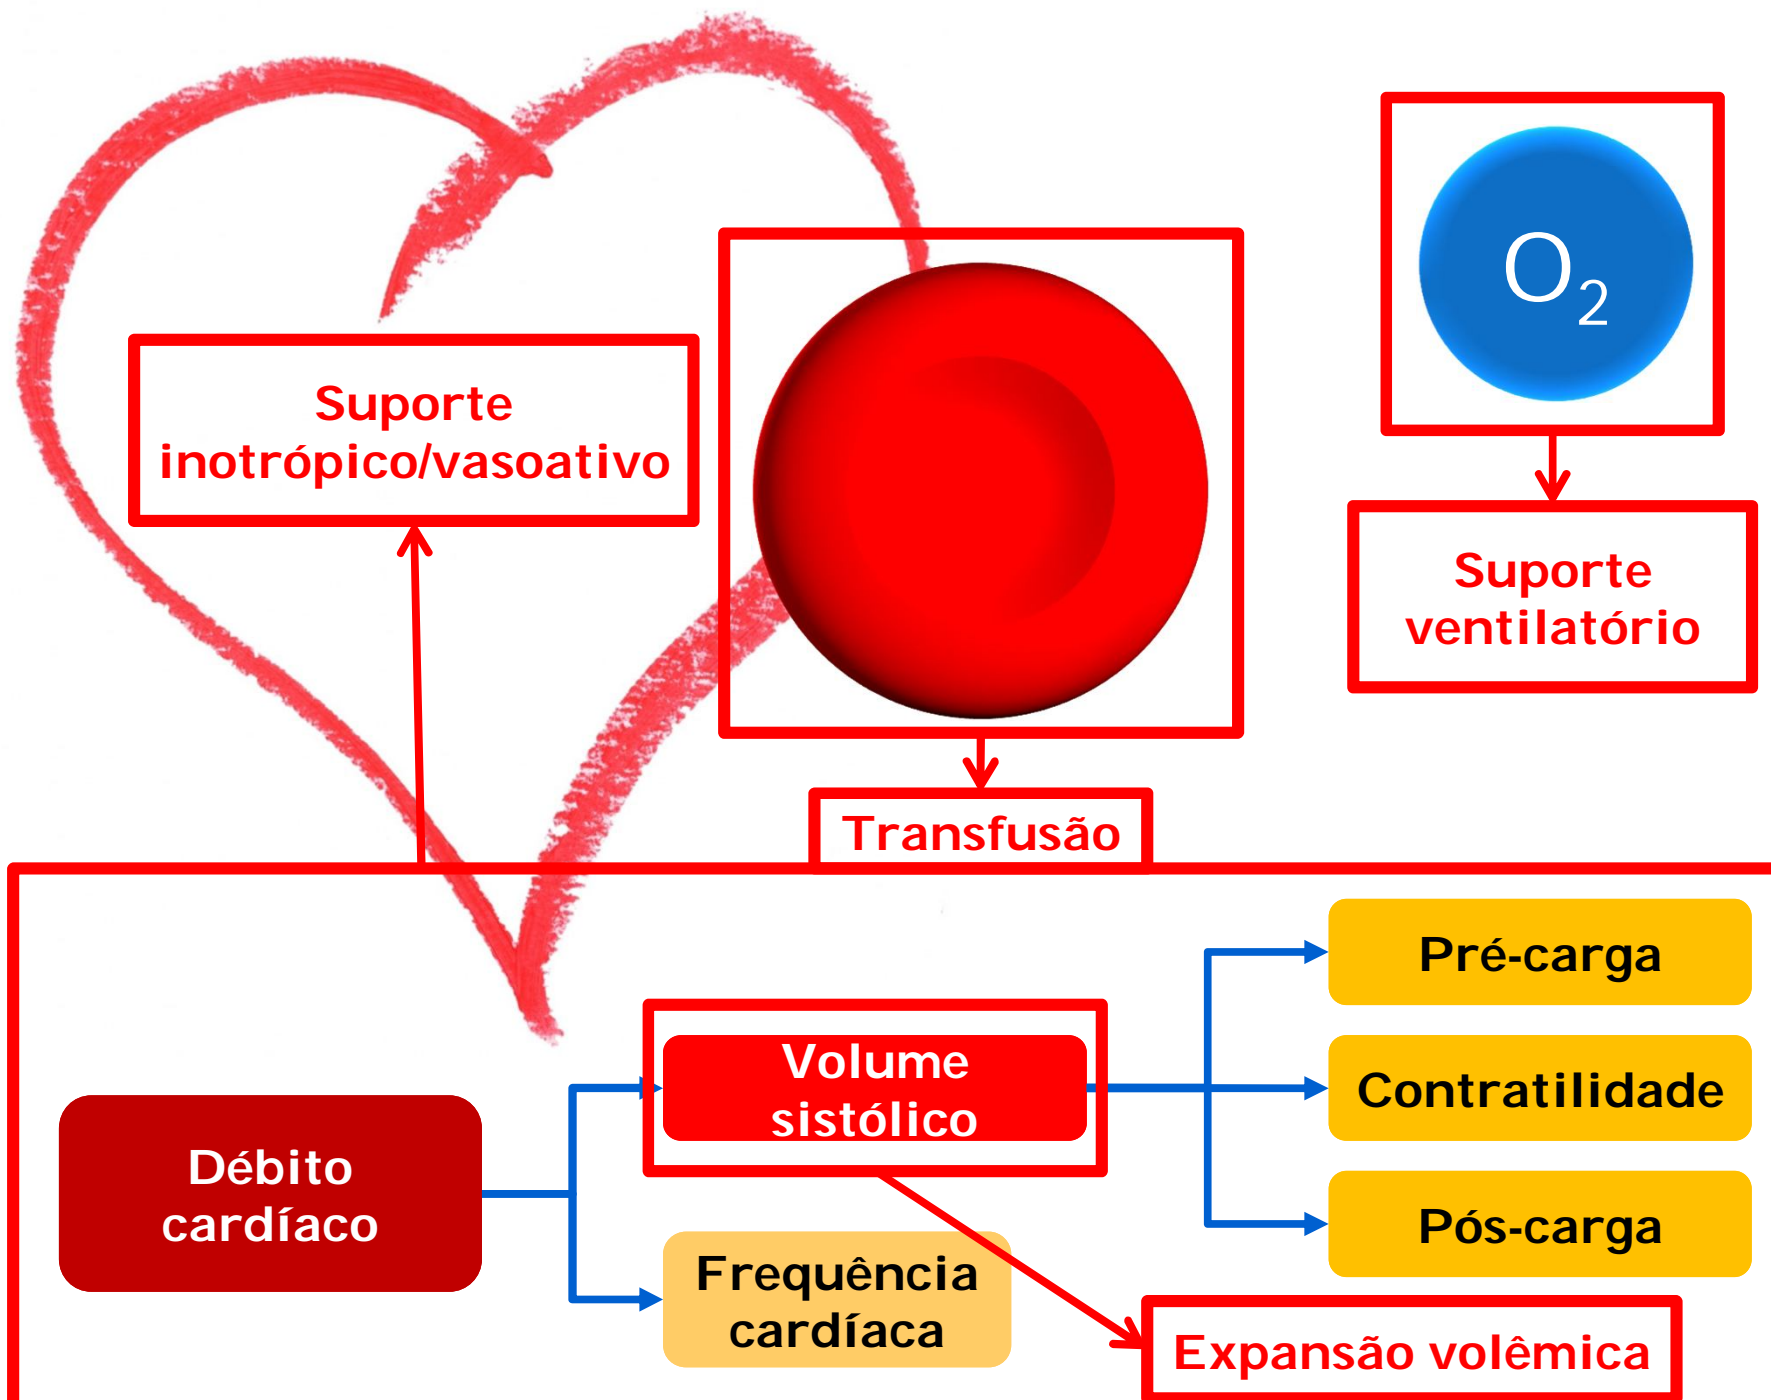 O₂
Suporte
inotrópico/vasoativo
Suporte
ventilatório
Transfusão
Pré-carga
Volume
sistólico
Contratilidade
Débito
cardíaco
Pós-carga
Frequência
cardíaca
Expansão volêmica